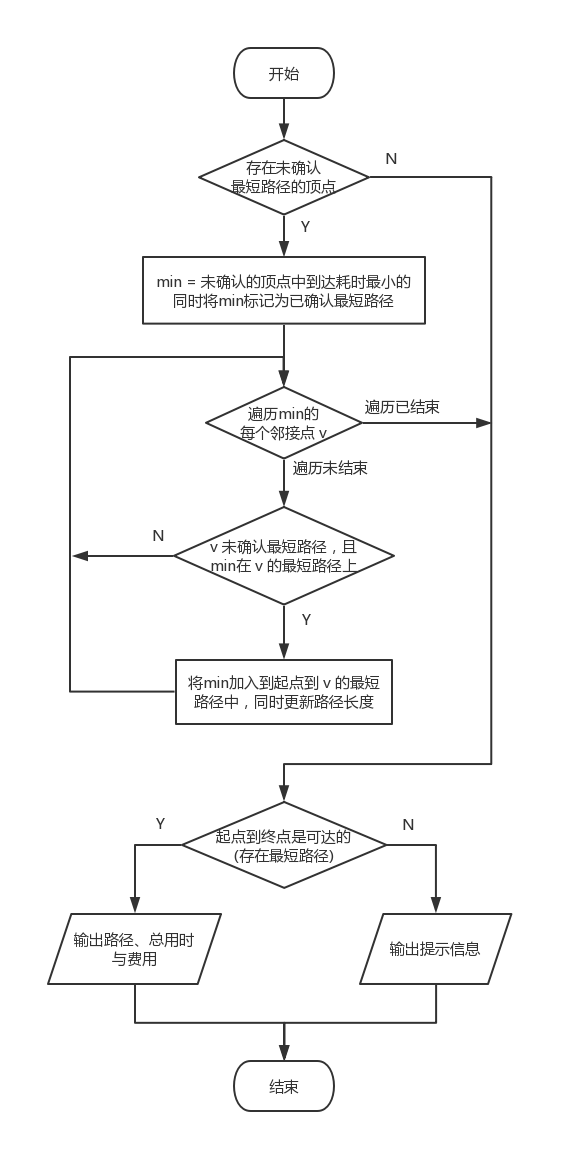 开始
存在未确认
最短路径的顶点
N
Y
min = 未确认的顶点中到达耗时最小的
同时将min标记为已确认最短路径
遍历min的
每个邻接点 v
遍历已结束
遍历未结束
N
v 未确认最短路径，且
min在 v 的最短路径上
Y
将min加入到起点到 v 的最短
路径中，同时更新路径长度
Y
起点到终点是可达的
(存在最短路径)
N
输出路径、总用时
与费用
输出提示信息
结束